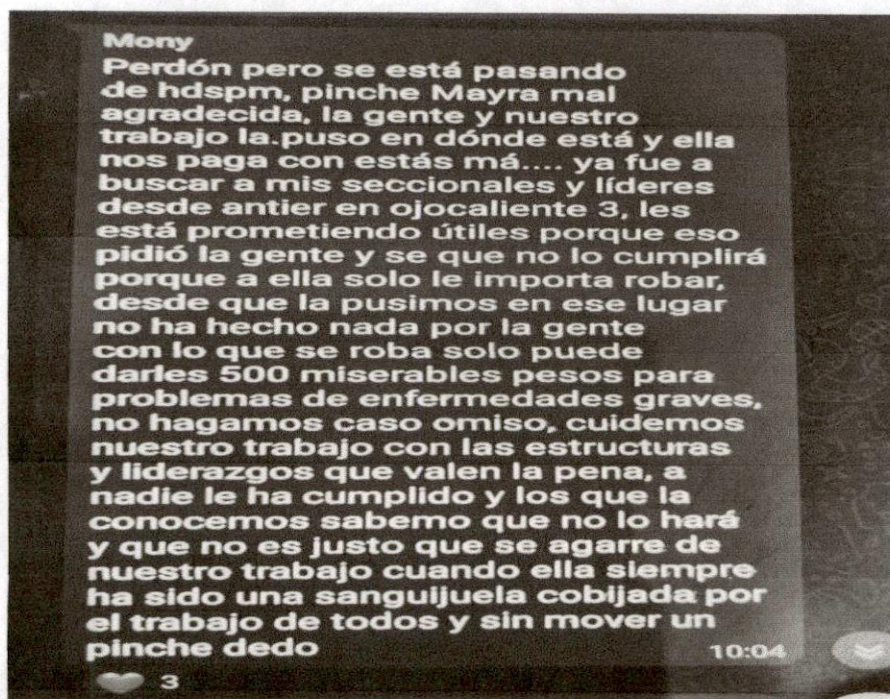 Mony
Perdón pero se está pasando
de hdspm, pinche Mayra mal
agradecida, la gente y nuestro
trabajo la.puso en dónde está y ella
nos paga con estás má.... ya fue a
buscar a mis seccionales y líderes
desde antier en ojocaliente 3, les
está prometiendo útiles porque eso
pidió la gente y se que no lo cumplirá
porque a ella solo le importa robar,
desde que la pusimos en ese lugar
no ha hecho nada por la gente
con lo que se roba solo puede
darles 500 miserables pesos para
problemas de enfermedades graves,
no hagamos caso omiso, cuidemos
nuestro trabajo con las estructuras
y liderazgos que valen la pena, a
nadie le ha cumplido y los que la
conocemos sabemo que no lo hará
y que no es justo que se agarre de
nuestro trabajo cuando ella siempre
ha sido una sanguijuela cobijada por
el trabajo de todos y sin mover un
pinche dedo
10:04
3